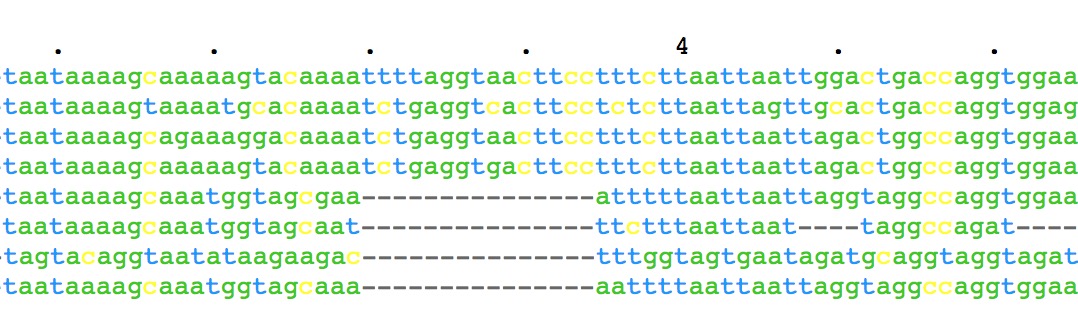 . . . . 4 . .
-taataaaagcaaaaagtacaaaattttaggtaacttcctttcttaattaattggactgaccaggtggaa
-taataaaagtaaaatgcacaaaatctgaggtcacttcctctcttaattagttgcactgaccaggtggag
-taataaaagcagaaaggacaaaatctgaggtaacttcctttcttaattaattagactggccaggtggaa
-taataaaagcaaaaagtacaaaatctgaggtgacttcctttcttaattaattagactggccaggtggaa
-taataaaagcaaatggtagcgaa---------------atttttaattaattaggtaggccaggtggaa
taataaaagcaaatggtagcaat---------------ttctttaattaat----taggccagat----
-tagtacaggtaatataagaagac---------------tttggtagtgaatagatgcaggtaggtagat
-taataaaagcaaatggtagcaaa---------------aattttaattaattaggtaggccaggtggaa